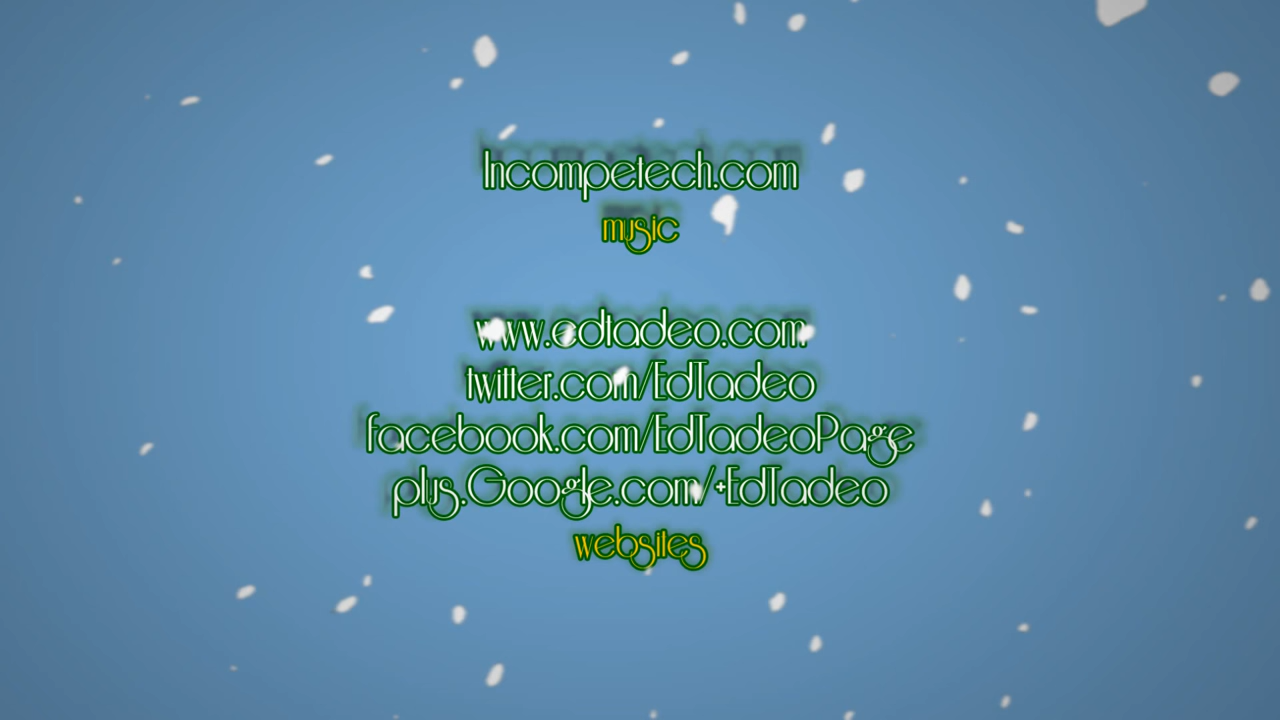 Incompetech.com
music
www.edtadeo.com
twitter.com/EdTadeo
facebook.com/EdTadeoPage
plus.Google.com/+EdTadeo
websites